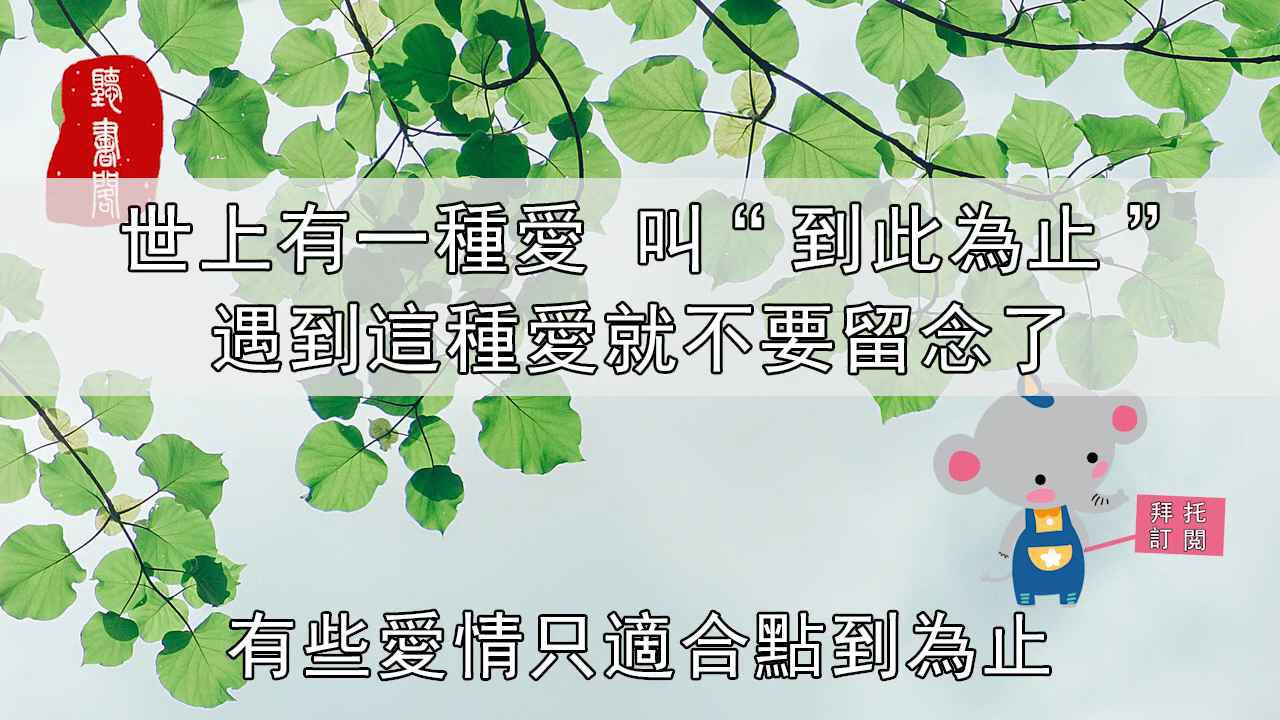 聽書閣
世上有一種愛 叫“到此為止”
遇到這種愛就不要留念了
拜托
訂閱
有些愛情只適合點到為止